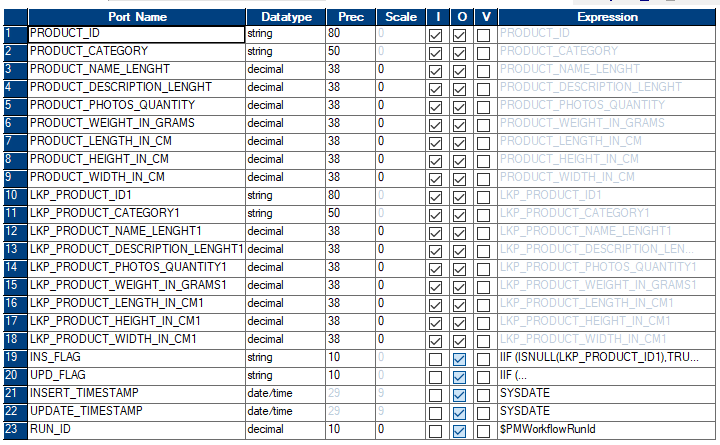 Port Name Datatype Prec Scale I O V Expression
1 PRODUCT_ID string 80 0 PRODUCT_ID
2 PRODUCT_CATEGORY string 50 0 PRODUCT_CATEGORY
3 PRODUCT_NAME_LENGHT decimal 38 0 PRODUCT_NAME_LENGHT
4 PRODUCT_DESCRIPTION_LENGHT decimal 38 0 PRODUCT_DESCRIPTION_LENGHT
5 PRODUCT_PHOTOS_QUANTITY decimal 38 0 PRODUCT_PHOTOS_QUANTITY
6 PRODUCT_WEIGHT_IN_GRAMS decimal 38 0 PRODUCT_WEIGHT_IN_GRAMS
7 PRODUCT_LENGTH_IN_CM decimal 38 0 PRODUCT_LENGTH_IN_CM
8 PRODUCT_HEIGHT_IN_CM decimal 38 0 PRODUCT_HEIGHT_IN_CM
9 PRODUCT_WIDTH_IN_CM decimal 38 0 PRODUCT_WIDTH_IN_CM
10 LKP_PRODUCT_ID1 string 80 0 LKP_PRODUCT_ID1
11 LKP_PRODUCT_CATEGORY1 string 50 0 LKP_PRODUCT_CATEGORY1
12 LKP_PRODUCT_NAME_LENGHT1 decimal 38 0 LKP_PRODUCT_NAME_LENGHT1
13 LKP_PRODUCT_DESCRIPTION_LENGHT1 decimal 38 0 LKP_PRODUCT_DESCRIPTION_LEN...
14 LKP_PRODUCT_PHOTOS_QUANTITY1 decimal 38 0 LKP_PRODUCT_PHOTOS_QUANTITY1
15 LKP_PRODUCT_WEIGHT_IN_GRAMS1 decimal 38 0 LKP_PRODUCT_WEIGHT_IN_GRAMS1
16 LKP_PRODUCT_LENGTH_IN_CM1 decimal 38 0 LKP_PRODUCT_LENGTH_IN_CM1
17 LKP_PRODUCT_HEIGHT_IN_CM1 decimal 38 0 LKP_PRODUCT_HEIGHT_IN_CM1
18 LKP_PRODUCT_WIDTH_IN_CM1 decimal 38 0 LKP_PRODUCT_WIDTH_IN_CM1
19 INS_FLAG string 10 0 IIF (ISNULL(LKP_PRODUCT_ID1),TRU...
20 UPD_FLAG string 10 0 IIF (...
21 INSERT_TIMESTAMP date/time 29 9 SYSDATE
22 UPDATE_TIMESTAMP date/time 29 9 SYSDATE
23 RUN_ID decimal 10 0 $PMWorkflowRunId